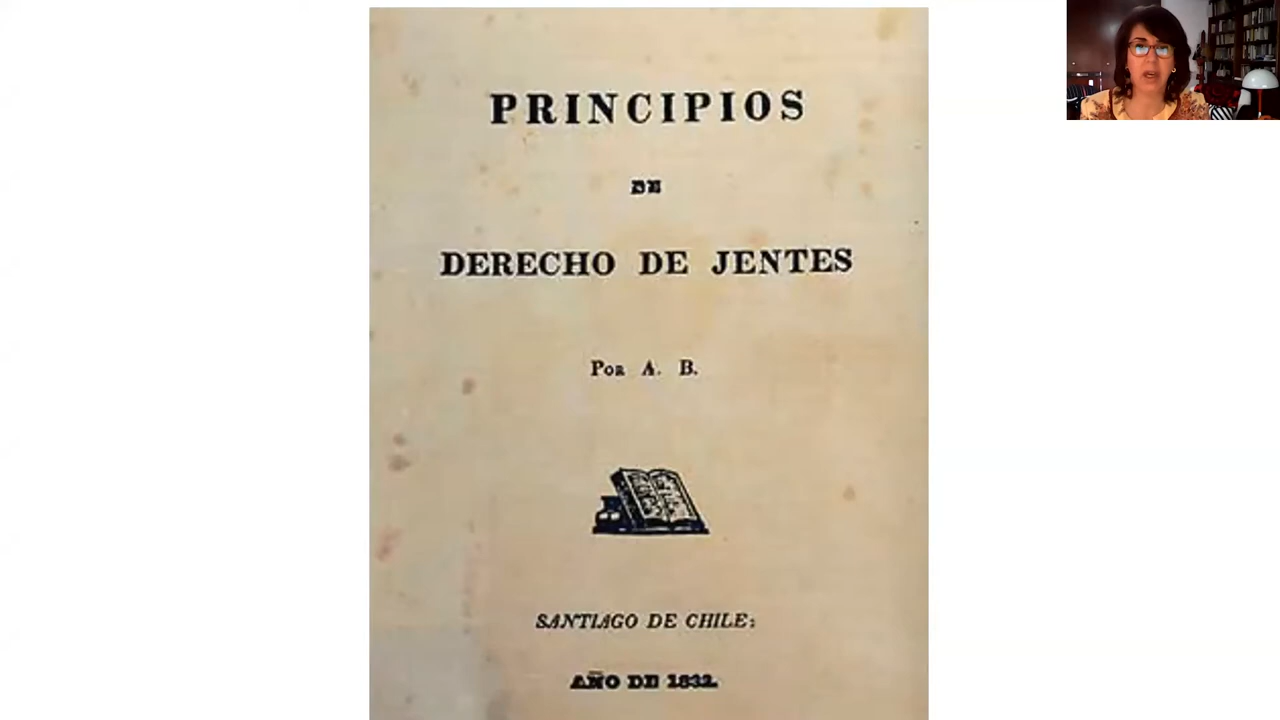 PRINCIPIOS
DE
DERECHO DE JENTES
Por A. B.
SANTIAGO DE CHILE:
AÑO DE 1832.